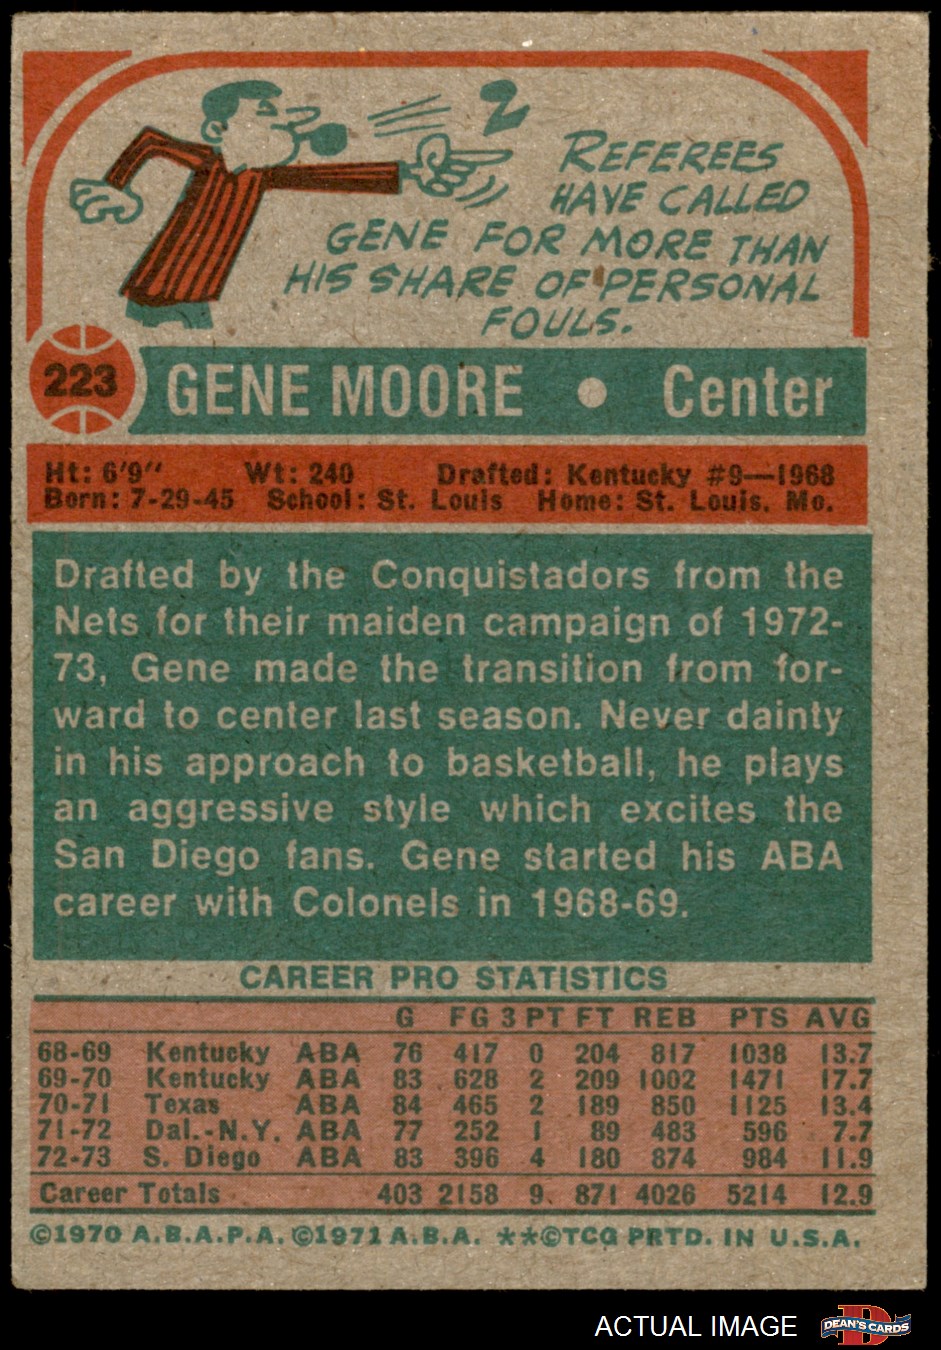 2
REFEREES
HAVE CALLED
GENE FOR MORE THAN
HIS SHARE OF PERSONAL
FOULS.
223 GENE MOORE • Center
Ht: 6'9" Wt: 240 Drafted: Kentucky #9—1968
Born: 7-29-45 School: St. Louis Home: St. Louis. Mo.
Drafted by the Conquistadors from the
Nets for their maiden campaign of 1972-
73, Gene made the transition from for-
ward to center last season. Never dainty
in his approach to basketball, he plays
an aggressive style which excites the
San Diego fans. Gene started his ABA
career with Colonels in 1968-69.
CAREER PRO STATISTICS
G FG 3 PT FT REB PTS AVG
68-69 Kentucky ABA 76 417 0 204 817 1038 13.7
69-70 Kentucky ABA 83 628 2 209 1002 1471 17.7
70-71 Texas ABA 84 465 2 189 850 1125 13.4
71-72 Dal.-N.Y. ABA 77 252 1 89 483 596 7.7
72-73 S. Diego ABA 83 396 4 180 874 984 11.9
Career Totals 403 2158 9 871 4026 5214 12.9
©1970 A.B.A.P.A. ©1971 A.B.A. **©TCG PRTD. IN U.S.A.
ACTUAL IMAGE D DEAN'S CARDS